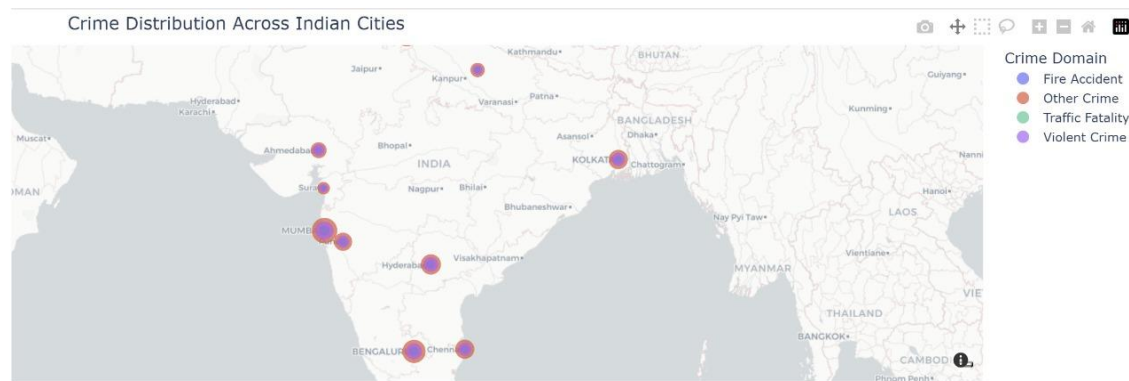 Crime Distribution Across Indian Cities
Crime Domain
Fire Accident
Other Crime
Traffic Fatality
Violent Crime
Kathmandu
BHUTAN
Jaipur
Kanpur
Guiyang
Patna
Varanasi
Hyderabad
Karachi
Kunming
BANGLADESH
Muscat
Asansol
Dhaka
Ahmedaba
Bhopal
INDIA
KOLKAT
Chattogram
Nanni
OMAN
Sura
Nagpur
Bhilai
Hanoi
Bhubaneshwar
Nay Pyi Taw
LAOS
MUMB
Hyderaba
Visakhapatnam
Vientiane
MYANMAR
VIE
THAILAND
BENGALUR
Chenn
BANGKOK
CAMBODI
Phnom Penh